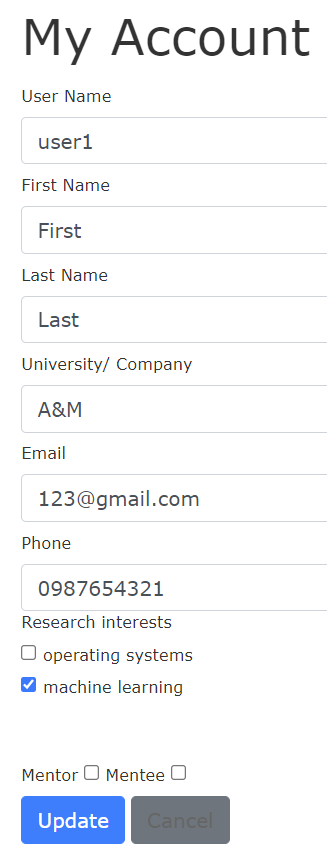 My Account
User Name
user1
First Name
First
Last Name
Last
University/ Company
A&M
Email
123@gmail.com
Phone
0987654321
Research interests
operating systems
machine learning
Mentor Mentee
Update Cancel